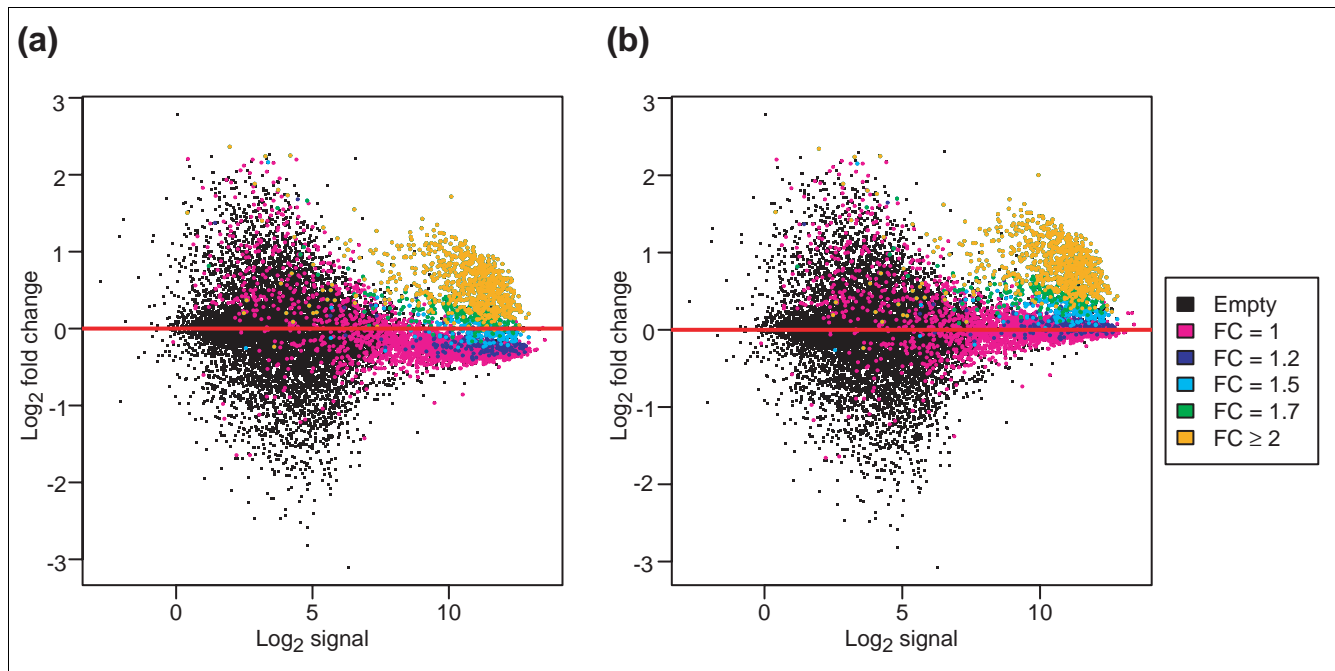 (a)
(b)
3
2
1
0
-1
-2
-3
Log2 fold change
0
5
10
Log2 signal
3
2
1
0
-1
-2
-3
Log2 fold change
0
5
10
Log2 signal
Empty
FC = 1
FC = 1.2
FC = 1.5
FC = 1.7
FC ≥ 2